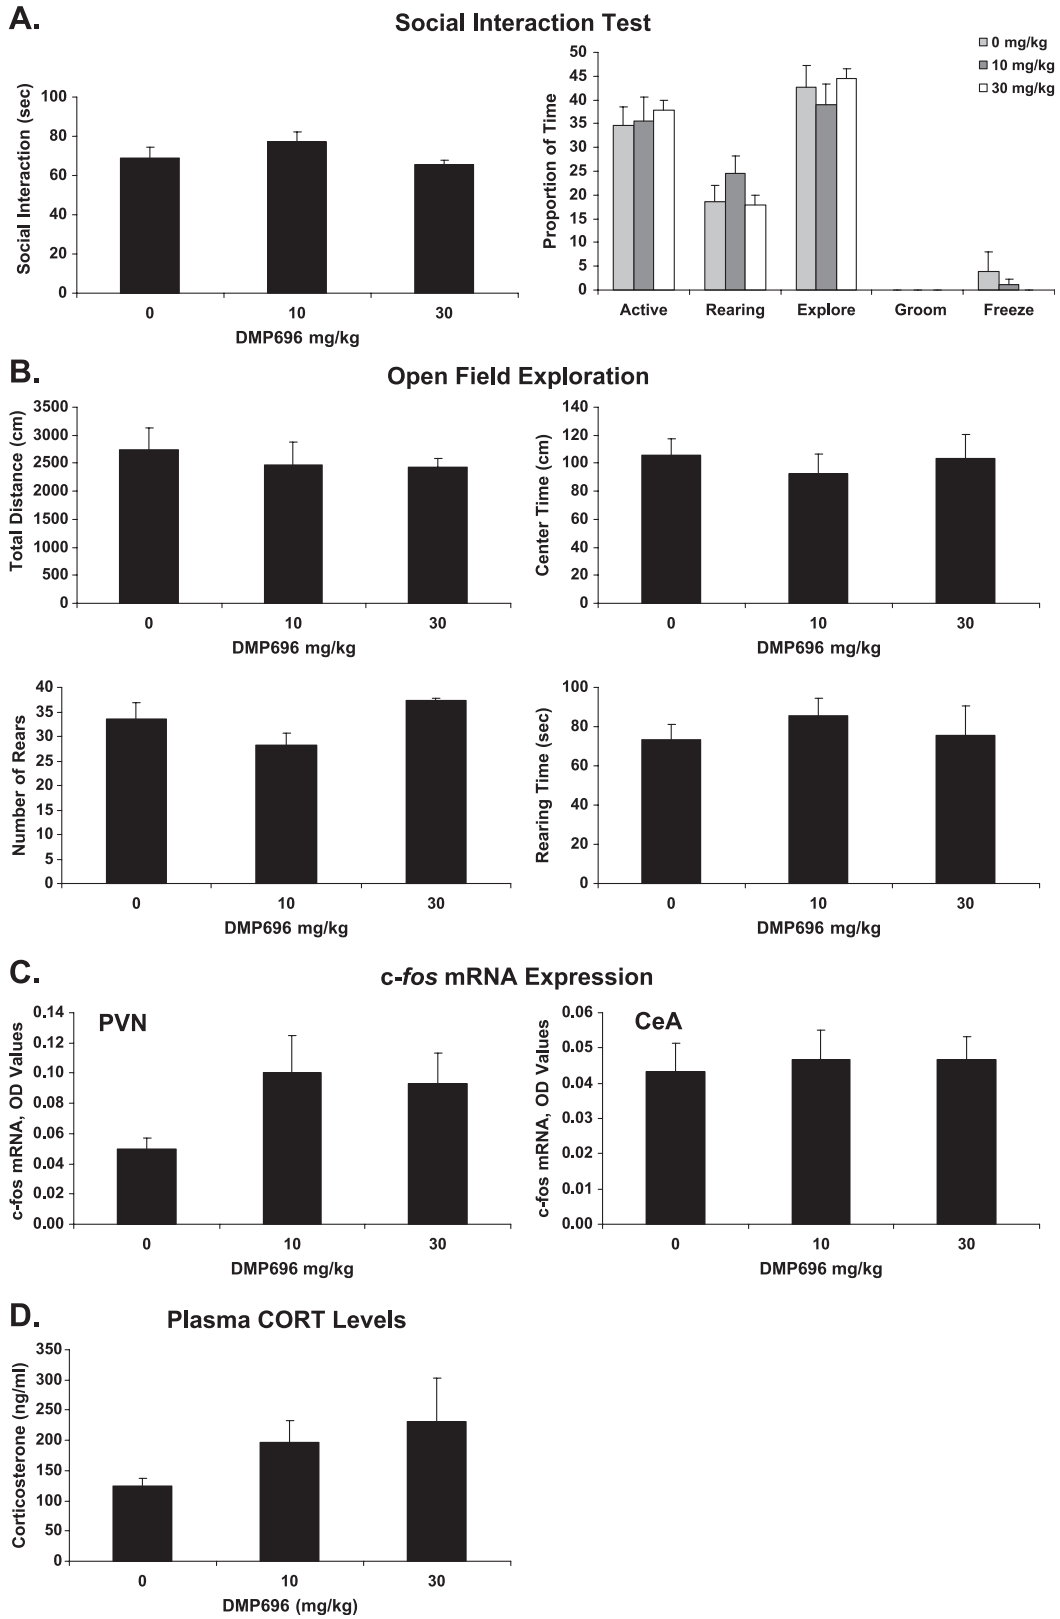 A.
Social Interaction Test
Social Interaction (sec)
100
80
60
40
20
0
0 10 30
DMP696 mg/kg
Proportion of Time
50
45
40
35
30
25
20
15
10
5
0
Active Rearing Explore Groom Freeze
0 mg/kg
10 mg/kg
30 mg/kg
B.
Open Field Exploration
Total Distance (cm)
3500
3000
2500
2000
1500
1000
500
0
0 10 30
DMP696 mg/kg
Center Time (cm)
140
120
100
80
60
40
20
0
0 10 30
DMP696 mg/kg
Number of Rears
40
35
30
25
20
15
10
5
0
0 10 30
DMP696 mg/kg
Rearing Time (sec)
100
80
60
40
20
0
0 10 30
DMP696 mg/kg
C.
c-fos mRNA Expression
PVN
c-fos mRNA, OD Values
0.14
0.12
0.10
0.08
0.06
0.04
0.02
0.00
0 10 30
DMP696 mg/kg
CeA
c-fos mRNA, OD Values
0.06
0.05
0.04
0.03
0.02
0.01
0.00
0 10 30
DMP696 mg/kg
D.
Plasma CORT Levels
Corticosterone (ng/ml)
350
300
250
200
150
100
50
0
0 10 30
DMP696 (mg/kg)